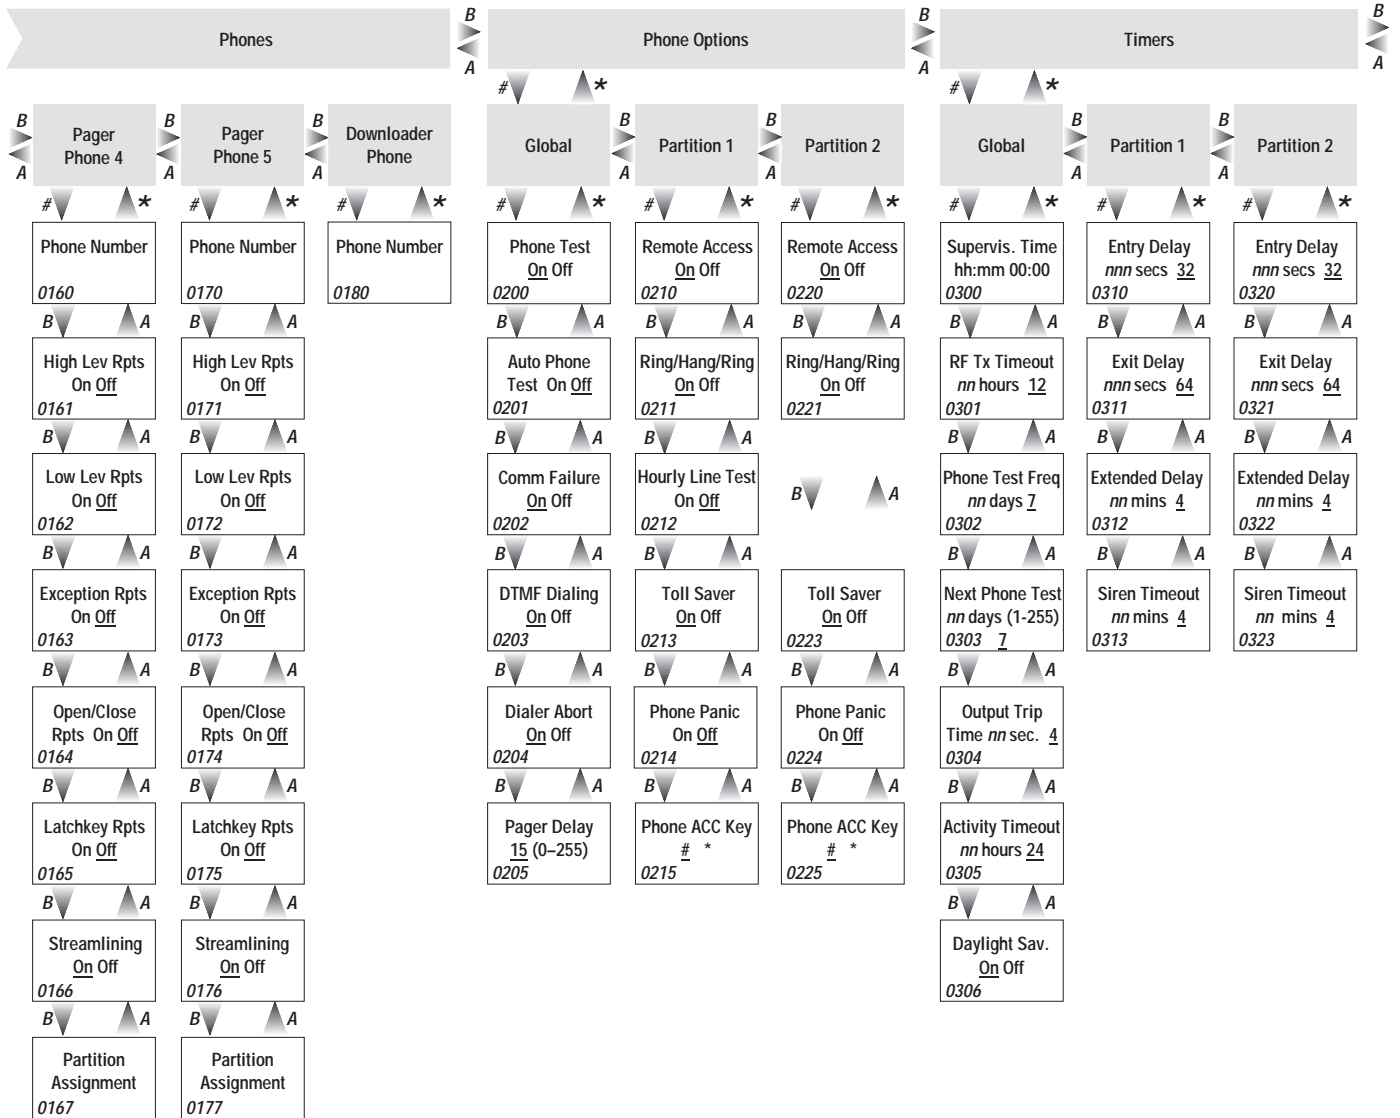 B
B
B
Phones
Phone Options
Timers
A
A
A
# *
# *
B B B B B B B
Pager
Phone 4
Pager
Phone 5
Downloader
Phone
Global
Partition 1
Partition 2
Global
Partition 1
Partition 2
A A A A A A A
# * # * # * # * # * # * # * # * # *
Phone Number
0160
Phone Number
0170
Phone Number
0180
Phone Test
On Off
0200
Remote Access
On Off
0210
Remote Access
On Off
0220
Supervis. Time
hh:mm 00:00
0300
Entry Delay
nnn secs 32
0310
Entry Delay
nnn secs 32
0320
B A B A B A B A B A B A B A B A
High Lev Rpts
On Off
0161
High Lev Rpts
On Off
0171
Auto Phone
Test On Off
0201
Ring/Hang/Ring
On Off
0211
Ring/Hang/Ring
On Off
0221
RF Tx Timeout
nn hours 12
0301
Exit Delay
nnn secs 64
0311
Exit Delay
nnn secs 64
0321
B A B A B A B A B A B A B A
Low Lev Rpts
On Off
0162
Low Lev Rpts
On Off
0172
Comm Failure
On Off
0202
Hourly Line Test
On Off
0212
B A
Phone Test Freq
nn days 7
0302
Extended Delay
nn mins 4
0312
Extended Delay
nn mins 4
0322
B A B A B A B A B A B A B A
Exception Rpts
On Off
0163
Exception Rpts
On Off
0173
DTMF Dialing
On Off
0203
Toll Saver
On Off
0213
Toll Saver
On Off
0223
Next Phone Test
nn days (1-255)
0303 7
Siren Timeout
nn mins 4
0313
Siren Timeout
nn mins 4
0323
B A B A B A B A B A B A
Open/Close
Rpts On Off
0164
Open/Close
Rpts On Off
0174
Dialer Abort
On Off
0204
Phone Panic
On Off
0214
Phone Panic
On Off
0224
Output Trip
Time nn sec. 4
0304
B A B A B A B A B A B A
Latchkey Rpts
On Off
0165
Latchkey Rpts
On Off
0175
Pager Delay
15 (0–255)
0205
Phone ACC Key
# *
0215
Phone ACC Key
# *
0225
Activity Timeout
nn hours 24
0305
B A B A B A
Streamlining
On Off
0166
Streamlining
On Off
0176
Daylight Sav.
On Off
0306
B A B A
Partition
Assignment
0167
Partition
Assignment
0177